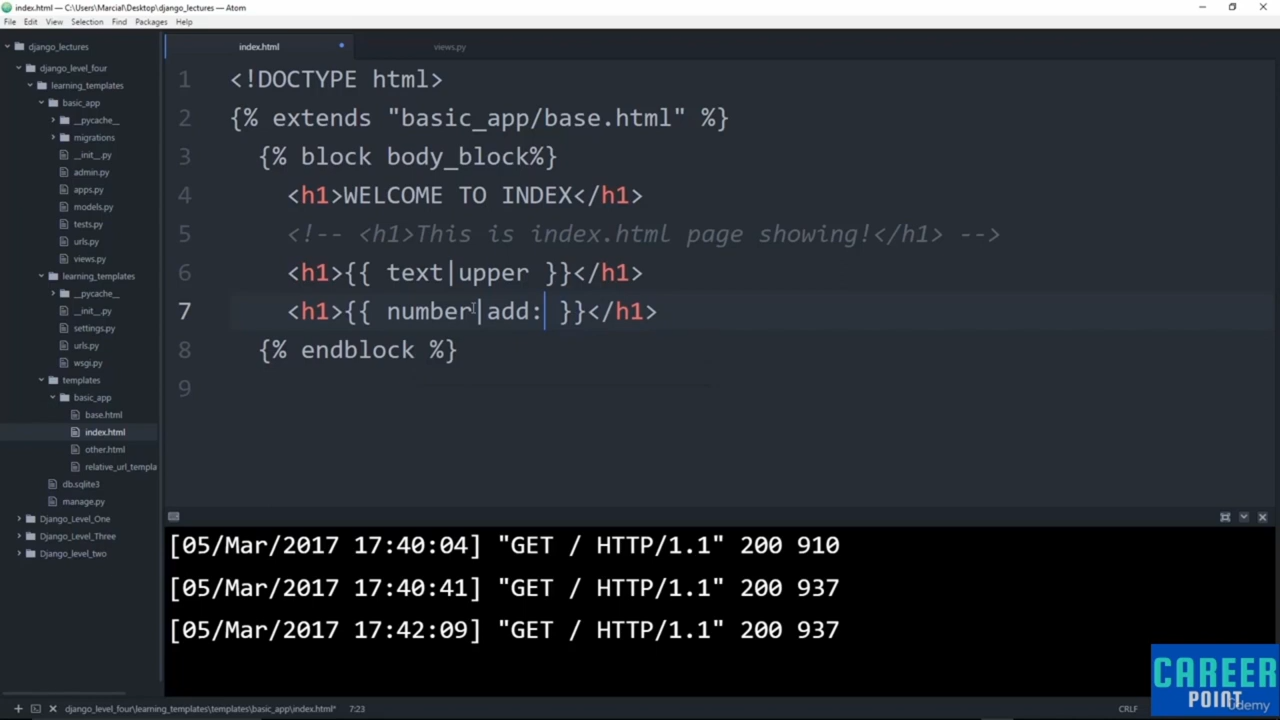 index.html — C:\Users\Marcial\Desktop\django_lectures — Atom
File Edit View Selection Find Packages Help
django_lectures
django_level_four
learning_templates
basic_app
__pycache__
migrations
__init__.py
admin.py
apps.py
models.py
tests.py
urls.py
views.py
learning_templates
__pycache__
__init__.py
settings.py
urls.py
wsgi.py
templates
basic_app
base.html
index.html
other.html
relative_url_templa
db.sqlite3
manage.py
Django_Level_One
Django_Level_Three
Django_level_two
index.html views.py
1 <!DOCTYPE html>
2 {% extends "basic_app/base.html" %}
3 {% block body_block%}
4 <h1>WELCOME TO INDEX</h1>
5 <!-- <h1>This is index.html page showing!</h1> -->
6 <h1>{{ text|upper }}</h1>
7 <h1>{{ number|add: }}</h1>
8 {% endblock %}
9
[05/Mar/2017 17:40:04] "GET / HTTP/1.1" 200 910
[05/Mar/2017 17:40:41] "GET / HTTP/1.1" 200 937
[05/Mar/2017 17:42:09] "GET / HTTP/1.1" 200 937
django_level_four\learning_templates\templates\basic_app\index.html* 7:23 CRLF
CAREER
POINT
Udemy